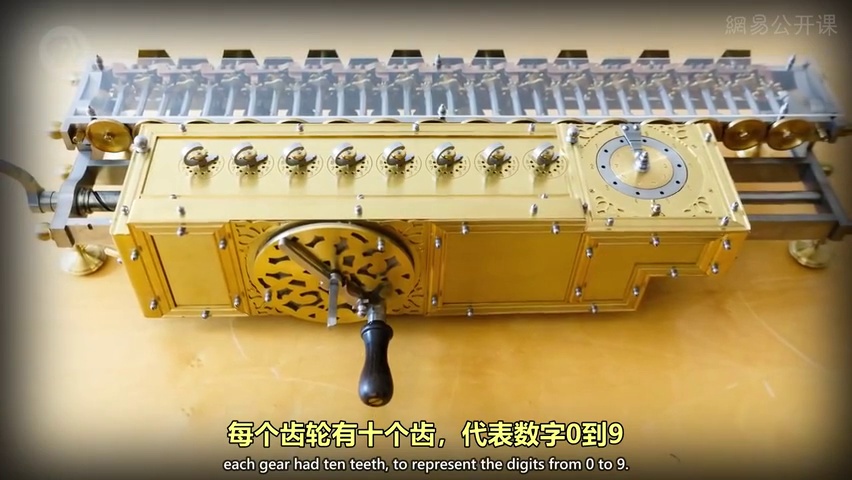 網易公开课
每个齿轮有十个齿，代表数字0到9
each gear had ten teeth, to represent the digits from 0 to 9.